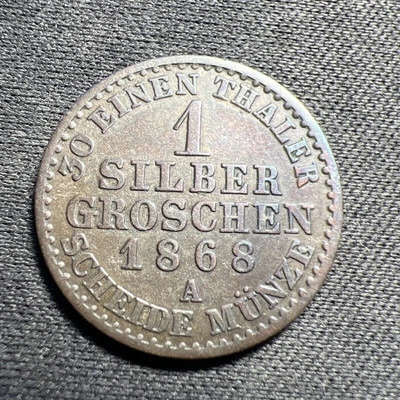 30 EINEN THALER
1
SILBER
GROSCHEN
1868
A
SCHEIDE MÜNZE